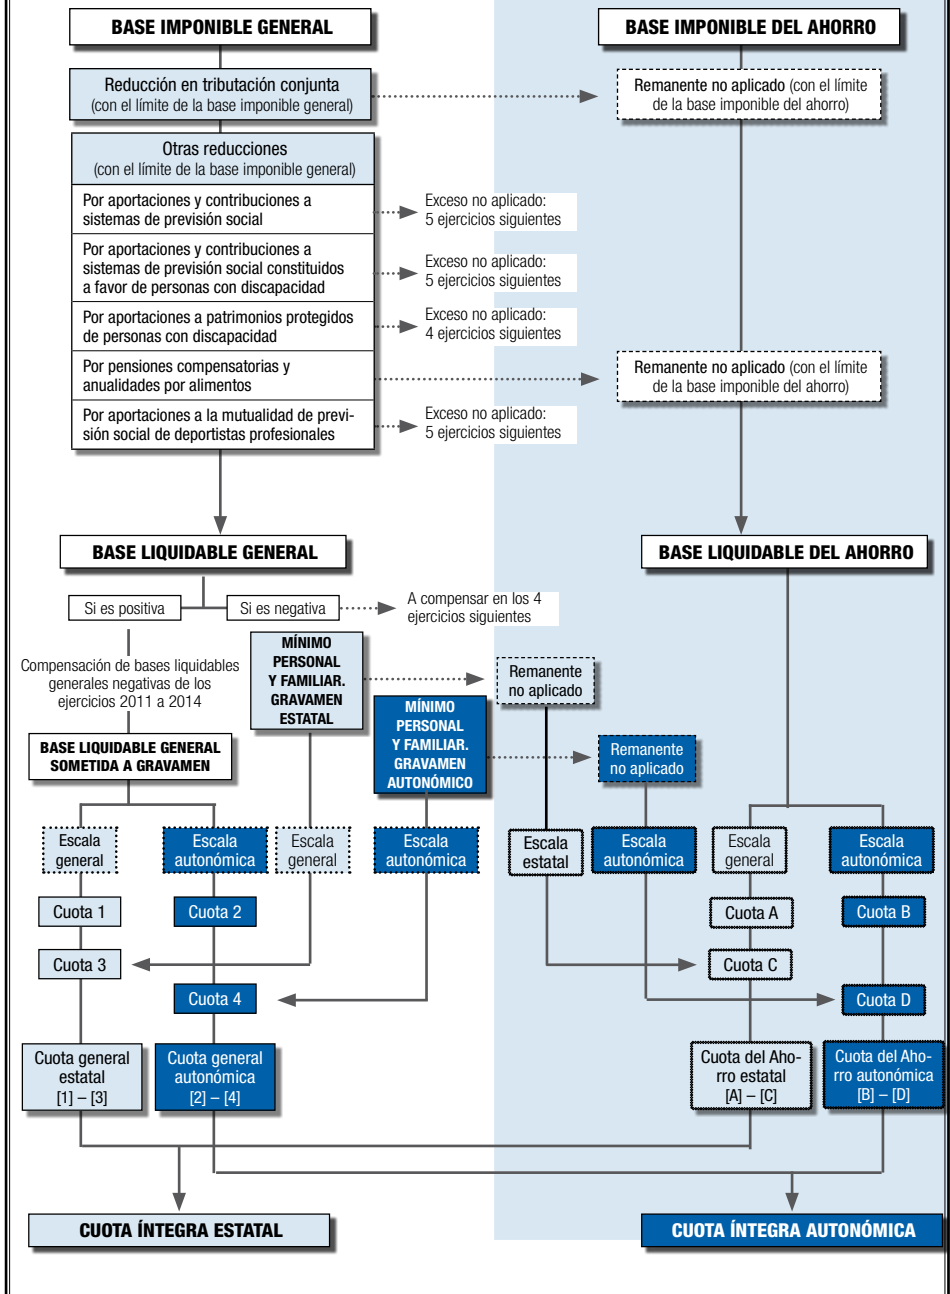 BASE IMPONIBLE GENERAL
BASE IMPONIBLE DEL AHORRO
Reducción en tributación conjunta
(con el límite de la base imponible general)
Remanente no aplicado (con el límite
de la base imponible del ahorro)
Otras reducciones
(con el límite de la base imponible general)
Por aportaciones y contribuciones a
sistemas de previsión social
Exceso no aplicado:
5 ejercicios siguientes
Por aportaciones y contribuciones a
sistemas de previsión social constituidos
a favor de personas con discapacidad
Exceso no aplicado:
5 ejercicios siguientes
Por aportaciones a patrimonios protegidos
de personas con discapacidad
Exceso no aplicado:
4 ejercicios siguientes
Por pensiones compensatorias y
anualidades por alimentos
Remanente no aplicado (con el límite
de la base imponible del ahorro)
Por aportaciones a la mutualidad de previ-
sión social de deportistas profesionales
Exceso no aplicado:
5 ejercicios siguientes
BASE LIQUIDABLE GENERAL
BASE LIQUIDABLE DEL AHORRO
Si es positiva
Si es negativa
A compensar en los 4
ejercicios siguientes
Compensación de bases liquidables
generales negativas de los
ejercicios 2011 a 2014
MÍNIMO
PERSONAL
Y FAMILIAR.
GRAVAMEN
ESTATAL
Remanente
no aplicado
MÍNIMO
PERSONAL
Y FAMILIAR.
GRAVAMEN
AUTONÓMICO
Remanente
no aplicado
BASE LIQUIDABLE GENERAL
SOMETIDA A GRAVAMEN
Escala
general
Escala
autonómica
Escala
general
Escala
autonómica
Escala
estatal
Escala
autonómica
Escala
general
Escala
autonómica
Cuota 1
Cuota 2
Cuota A
Cuota B
Cuota 3
Cuota C
Cuota 4
Cuota D
Cuota general
estatal
[1] – [3]
Cuota general
autonómica
[2] – [4]
Cuota del Aho-
rro estatal
[A] – [C]
Cuota del Aho-
rro autonómica
[B] – [D]
CUOTA ÍNTEGRA ESTATAL
CUOTA ÍNTEGRA AUTONÓMICA